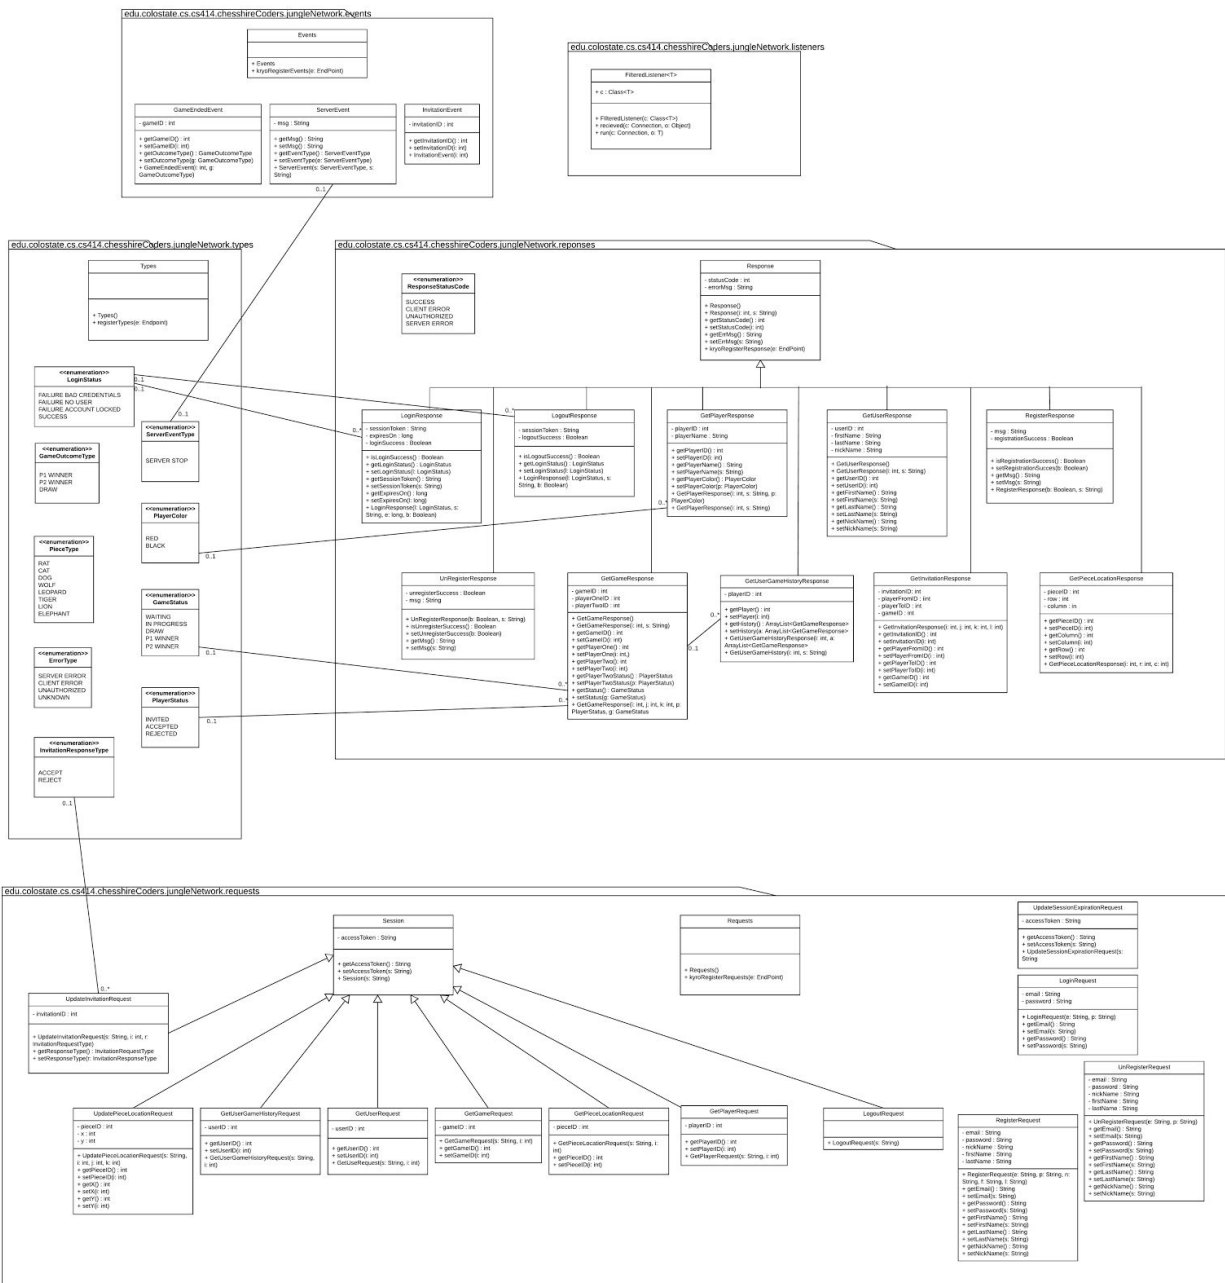 edu.colostate.cs.cs414.chesshireCoders.jungleNetwork.events
Events
+ Events
+ kryoRegisterEvents(e: EndPoint)
GameEndedEvent
- gameID : int
+ getGameID() : int
+ setGameID(i: int)
+ getOutcomeType() : GameOutcomeType
+ setOutcomeType(g: GameOutcomeType)
+ GameEndedEvent(i: int, g:
GameOutcomeType)
ServerEvent
- msg : String
+ getMsg() : String
+ setMsg() : String
+ getEventType() : ServerEventType
+ setEventType(e: ServerEventType)
+ ServerEvent(s: ServerEventType, s:
String)
InvitationEvent
- invitationID : int
+ getInvitationID() : int
+ setInvitationID(i: int)
+ InvitationEvent(i: int)
0..1
edu.colostate.cs.cs414.chesshireCoders.jungleNetwork.listeners
FilteredListener<T>
+ c : Class<T>
+ FilteredListener(c: Class<T>)
+ recieved(c: Connection, o: Object)
+ run(c: Connection, o: T)
edu.colostate.cs.cs414.chesshireCoders.jungleNetwork.types
Types
+ Types()
+ registerTypes(e: Endpoint)
<<enumeration>>
LoginStatus
FAILURE BAD CREDENTIALS
FAILURE NO USER
FAILURE ACCOUNT LOCKED
SUCCESS
0..1
0..1
0..1
<<enumeration>>
ServerEventType
SERVER STOP
<<enumeration>>
GameOutcomeType
P1 WINNER
P2 WINNER
DRAW
<<enumeration>>
PlayerColor
RED
BLACK
0..1
<<enumeration>>
PieceType
RAT
CAT
DOG
WOLF
LEOPARD
TIGER
LION
ELEPHANT
<<enumeration>>
GameStatus
WAITING
IN PROGRESS
DRAW
P1 WINNER
P2 WINNER
0..1
<<enumeration>>
ErrorType
SERVER ERROR
CLIENT ERROR
UNAUTHORIZED
UNKNOWN
<<enumeration>>
PlayerStatus
INVITED
ACCEPTED
REJECTED
0..1
<<enumeration>>
InvitationResponseType
ACCEPT
REJECT
0..1
edu.colostate.cs.cs414.chesshireCoders.jungleNetwork.reponses
<<enumeration>>
ResponseStatusCode
SUCCESS
CLIENT ERROR
UNAUTHORIZED
SERVER ERROR
Response
- statusCode : int
- errorMsg : String
+ Response()
+ Response(i: int, s: String)
+ getStatusCode() : int
+ setStatusCode(i: int)
+ getErrMsg() : String
+ setErrMsg(s: String)
+ kryoRegisterResponse(e: EndPoint)
LoginResponse
- sessionToken : String
- expiresOn : long
- loginSuccess : Boolean
+ isLoginSuccess() : Boolean
+ getLoginStatus() : LoginStatus
+ setLoginStatus(l: LoginStatus)
+ getSessionToken() : String
+ setSessionToken(s: String)
+ getExpiresOn() : long
+ setExpiresOn(l: long)
+ LoginResponse(l: LoginStatus, s:
String, e: long, b: Boolean)
0..*
LogoutResponse
- sessionToken : String
- logoutSuccess : Boolean
+ isLogoutSuccess() : Boolean
+ getLoginStatus() : LoginStatus
+ setLoginStatus(l: LoginStatus)
+ LoginResponse(l: LoginStatus, s:
String, b: Boolean)
0..*
GetPlayerResponse
- playerID : int
- playerName : String
+ getPlayerID() : int
+ setPlayerID(i: int)
+ getPlayerName() : String
+ setPlayerName(s: String)
+ getPlayerColor() : PlayerColor
+ setPlayerColor(p: PlayerColor)
+ GetPlayerResponse(i: int, s: String, p:
PlayerColor)
+ GetPlayerResponse(i: int, s: String)
0..*
GetUserResponse
- userID : int
- firstName : String
- lastName : String
- nickName : String
+ GetUserResponse()
+ GetUserResponse(i: int, s: String)
+ getUserID() : int
+ setUserID(i: int)
+ getFirstName() : String
+ setFirstName(s: String)
+ getLastName() : String
+ setLastName(s: String)
+ getNickName() : String
+ setNickName(s: String)
RegisterResponse
- msg : String
- registrationSuccess : Boolean
+ isRegistrationSuccess() : Boolean
+ setRegistrationSucces(b: Boolean)
+ getMsg() : String
+ setMsg(s: String)
+ RegisterResponse(b: Boolean, s: String)
UnRegisterResponse
- unregisterSuccess : Boolean
- msg : String
+ UnRegisterResponse(b: Boolean, s: String)
+ isUnregisterSuccess() : Boolean
+ setUnregisterSuccess(b: Boolean)
+ getMsg() : String
+ setMsg(s: String)
GetGameResponse
- gameID : int
- playerOneID : int
- playerTwoID : int
+ GetGameResponse()
+ GetGameResponse(i: int, s: String)
+ getGameID() : int
+ setGameID(i: int)
+ getPlayerOne() : int
+ setPlayerOne(i: int,)
+ getPlayerTwo() : int
+ setPlayerTwo(i: int)
+ getPlayerTwoStatus() : PlayerStatus
+ setPlayerTwoStatus(p: PlayerStatus)
+ getStatus() : GameStatus
+ setStatus(g: GameStatus)
+ GetGameResponse(i: int, j: int, k: int, p:
PlayerStatus, g: GameStatus
0..*
0..*
0..1
0..*
GetUserGameHistoryResponse
- playerID : int
+ getPlayer() : int
+ setPlayer(i: int)
+ getHistory() : ArrayList<GetGameResponse>
+ setHistory(a: ArrayList<GetGameResponse>
+ GetUserGameHistoryResponse(i: int, a:
ArrayList<GetGameResponse>
+ GetUserGameHistory(i: int, s: String)
GetInvitationResponse
- invitationID: int
- playerFromID : int
- playerToID : int
- gameID : int
+ GetInvitationResponse(i: int, j: int, k: int, l: int)
+ getInvitationID() : int
+ setInvitationID(i: int)
+ getPlayerFromID() : int
+ setPlayerFromID(i: int)
+ getPlayerToID() : int
+ setPlayerToID(i: int)
+ getGameID() : int
+ setGameID(i: int)
GetPieceLocationResponse
- pieceID : int
- row : int
- column : in
+ getPieceID() : int
+ setPieceID(i: int)
+ getColumn() : int
+ setColumn(i: int)
+ getRow() : int
+ setRow(i: int)
+ GetPieceLocationResponse(i: int, r: int, c: int)
edu.colostate.cs.cs414.chesshireCoders.jungleNetwork.requests
Session
- accessToken : String
+ getAccessToken() : String
+ setAccessToken(s: String)
+ Session(s: String)
Requests
+ Requests()
+ kyroRegisterRequests(e: EndPoint)
UpdateSessionExpirationRequest
- accessToken : String
+ getAccessToken() : String
+ setAccessToken(s: String)
+ UpdateSessionExpirationRequest(s:
String
LoginRequest
- email : String
- password : String
+ LoginRequest(e: String, p: String)
+ getEmail() : String
+ setEmail(s: String)
+ getPassword() : String
+ setPassword(s: String)
0..*
UpdateInvitationRequest
- invitationID : int
+ UpdateInvitationRequest(s: String, i: int, r:
InvitationRequestType)
+ getResponseType() : InvitationRequestType
+ setResponseType(r: InvitationResponseType
UpdatePieceLocationRequest
- pieceID : int
- x : int
- y : int
+ UpdatePieceLocationRequest(s: String,
i: int, j: int, k: int)
+ getPieceID() : int
+ setPieceID(i: int)
+ getX() : int
+ setX(i: int)
+ getY() : int
+ setY(i: int)
GetUserGameHistoryRequest
- userID : int
+ getUserID() : int
+ setUserID(i: int)
+ GetUserGameHistoryRequest(s: String,
i: int)
GetUserRequest
- userID : int
+ getUserID() : int
+ setUserID(i: int)
+ GetUseRequest(s: String, i: int)
GetGameRequest
- gameID : int
+ GetGameRequest(s: String, i: int)
+ getGameID() : int
+ setGameID(i: int)
GetPieceLocationRequest
- pieceID : int
+ GetPieceLocationRequest(s: String, i:
int)
+ getPieceID() : int
+ setPieceID(i: int)
GetPlayerRequest
- playerID : int
+ getPlayerID() : int
+ setPlayerID(i: int)
+ GetPlayerRequest(s: String, i: int)
LogoutRequest
+ LogoutRequest(s: String)
RegisterRequest
- email : String
- password : String
- nickName : String
- firstName : String
- lastName : String
+ RegisterRequest(e: String, p: String, n:
String, f: String, l: String)
+ getEmail() : String
+ setEmail(s: String)
+ getPassword() : String
+ setPassword(s: String)
+ getFirstName() : String
+ setFirstName(s: String)
+ getLastName() : String
+ setLastName(s: String)
+ getNickName() : String
+ setNickName(s: String)
UnRegisterRequest
- email : String
- password : String
- nickName : String
- firstName : String
- lastName : String
+ UnRegisterRequest(e: String, p: String)
+ getEmail() : String
+ setEmail(s: String)
+ getPassword() : String
+ setPassword(s: String)
+ getFirstName() : String
+ setFirstName(s: String)
+ getLastName() : String
+ setLastName(s: String)
+ getNickName() : String
+ setNickName(s: String)